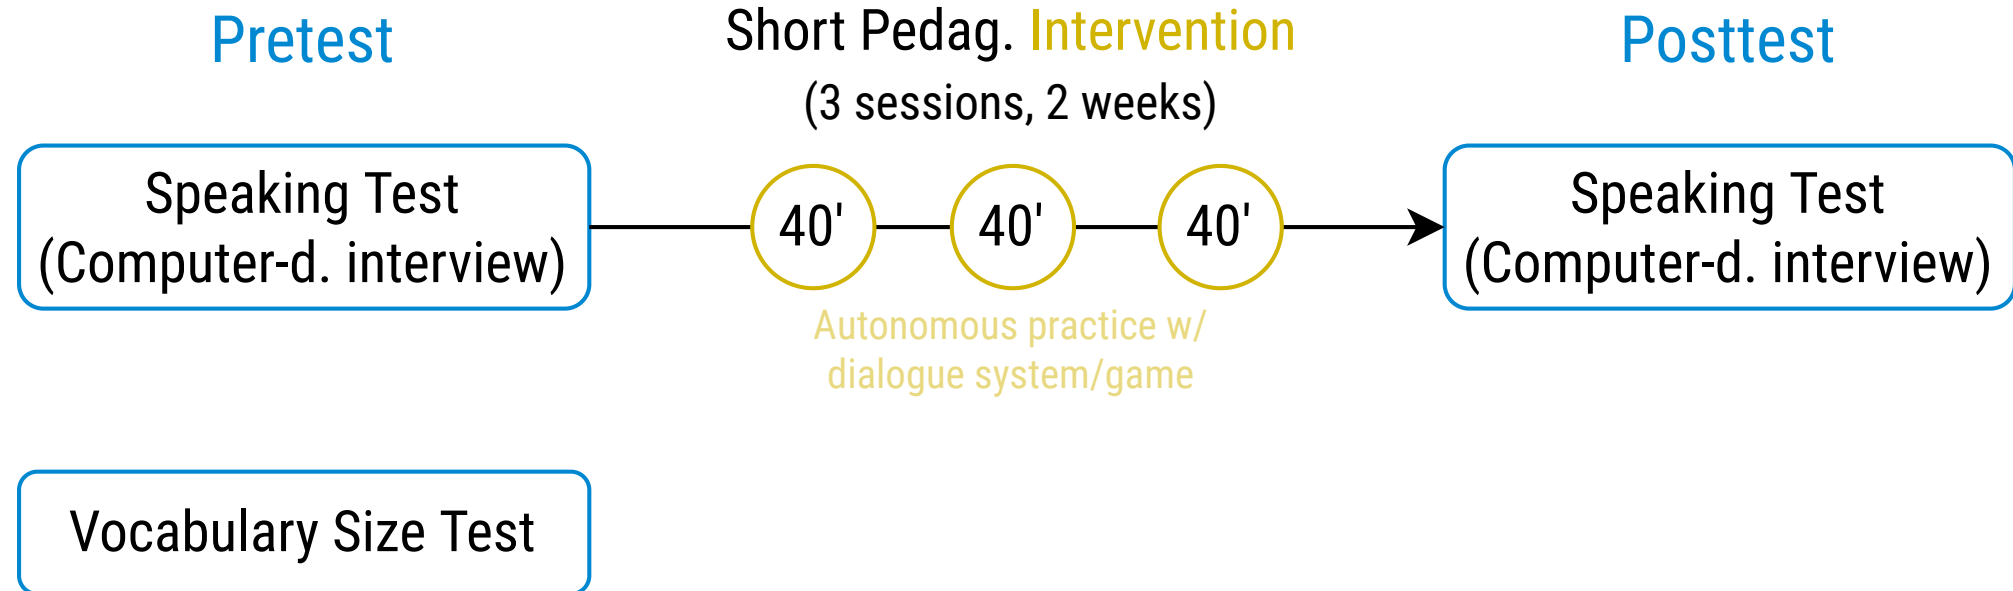 Pretest
Short Pedag. Intervention
(3 sessions, 2 weeks)
Posttest
Speaking Test
(Computer-d. interview)
40'
40'
40'
Speaking Test
(Computer-d. interview)
Autonomous practice w/
dialogue system/game
Vocabulary Size Test